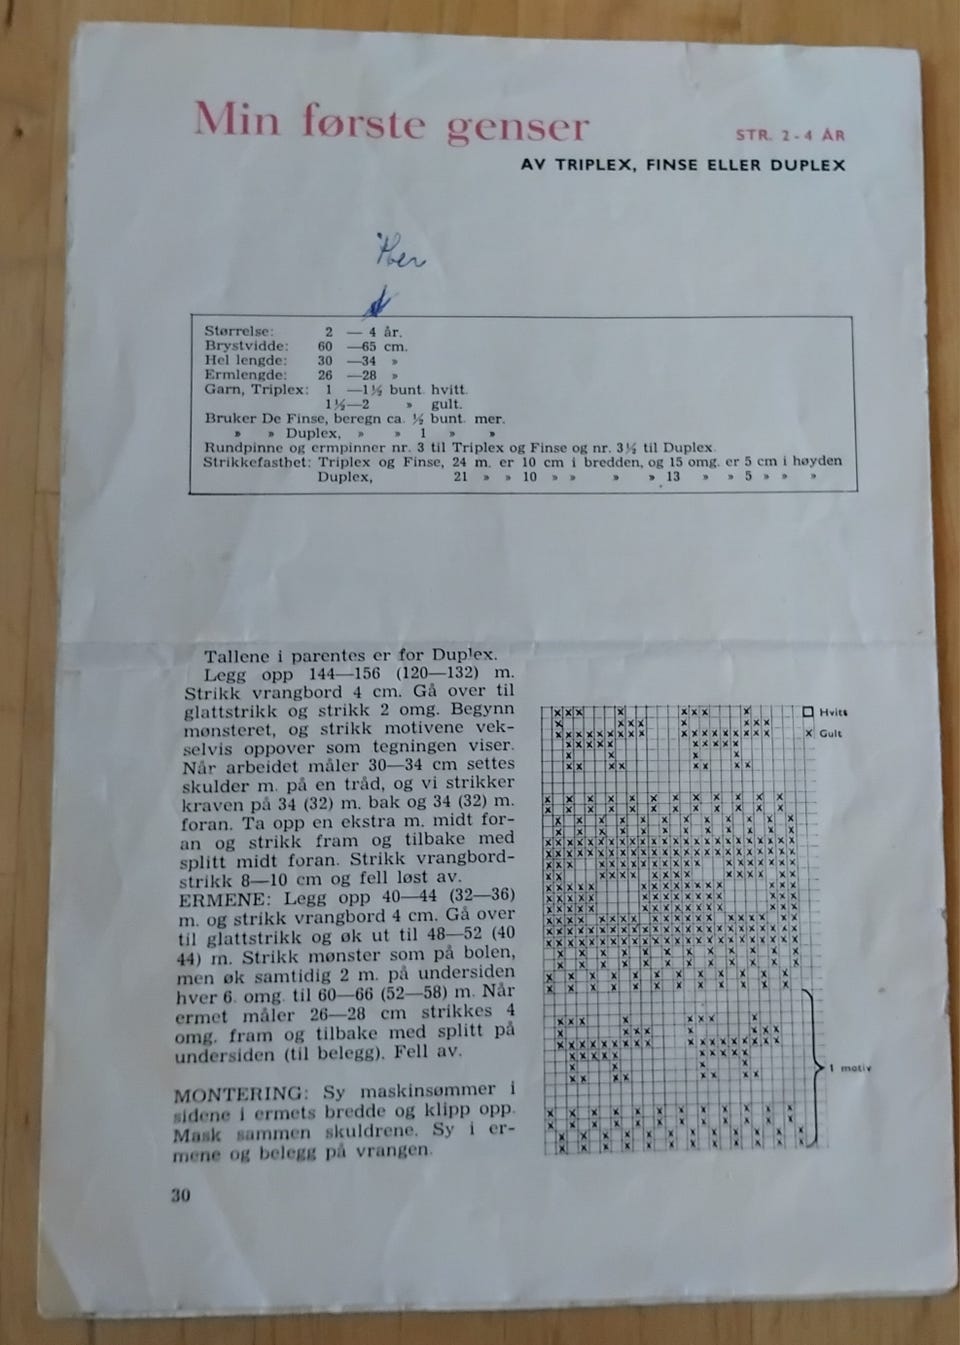 Min første genser
STR. 2-4 ÅR
AV TRIPLEX, FINSE ELLER DUPLEX
Her
Størrelse: 2 — 4 år.
Brystvidde: 60 —65 cm.
Hel lengde: 30 —34 »
Ermlengde: 26 —28 »
Garn, Triplex: 1 —1½ bunt. hvitt.
1½—2 » gult.
Bruker De Finse, beregn ca. ½ bunt. mer.
» » Duplex, » » 1 » »
Rundpinne og ermpinner nr. 3 til Triplex og Finse og nr. 3½ til Duplex.
Strikkefasthet: Triplex og Finse, 24 m. er 10 cm i bredden, og 15 omg. er 5 cm i høyden
Duplex, 21 » » 10 » » » » 13 » » 5 » » »
Tallene i parentes er for Duplex.
Legg opp 144—156 (120—132) m.
Strikk vrangbord 4 cm. Gå over til
glattstrikk og strikk 2 omg. Begynn
mønsteret, og strikk motivene vek-
selvis oppover som tegningen viser.
Når arbeidet måler 30—34 cm settes
skulder m. på en tråd, og vi strikker
kraven på 34 (32) m. bak og 34 (32) m.
foran. Ta opp en ekstra m. midt for-
an og strikk fram og tilbake med
splitt midt foran. Strikk vrangbord-
strikk 8—10 cm og fell løst av.
ERMENE: Legg opp 40—44 (32—36)
m. og strikk vrangbord 4 cm. Gå over
til glattstrikk og øk ut til 48—52 (40
44) m. Strikk mønster som på bolen,
men øk samtidig 2 m. på undersiden
hver 6. omg. til 60—66 (52—58) m. Når
ermet måler 26—28 cm strikkes 4
omg. fram og tilbake med splitt på
undersiden (til belegg). Fell av.
MONTERING: Sy maskinsømmer i
sidene i ermets bredde og klipp opp.
Mask sammen skuldrene. Sy i er-
mene og belegg på vrangen.
Hvitt
x Gult
1 motiv
30